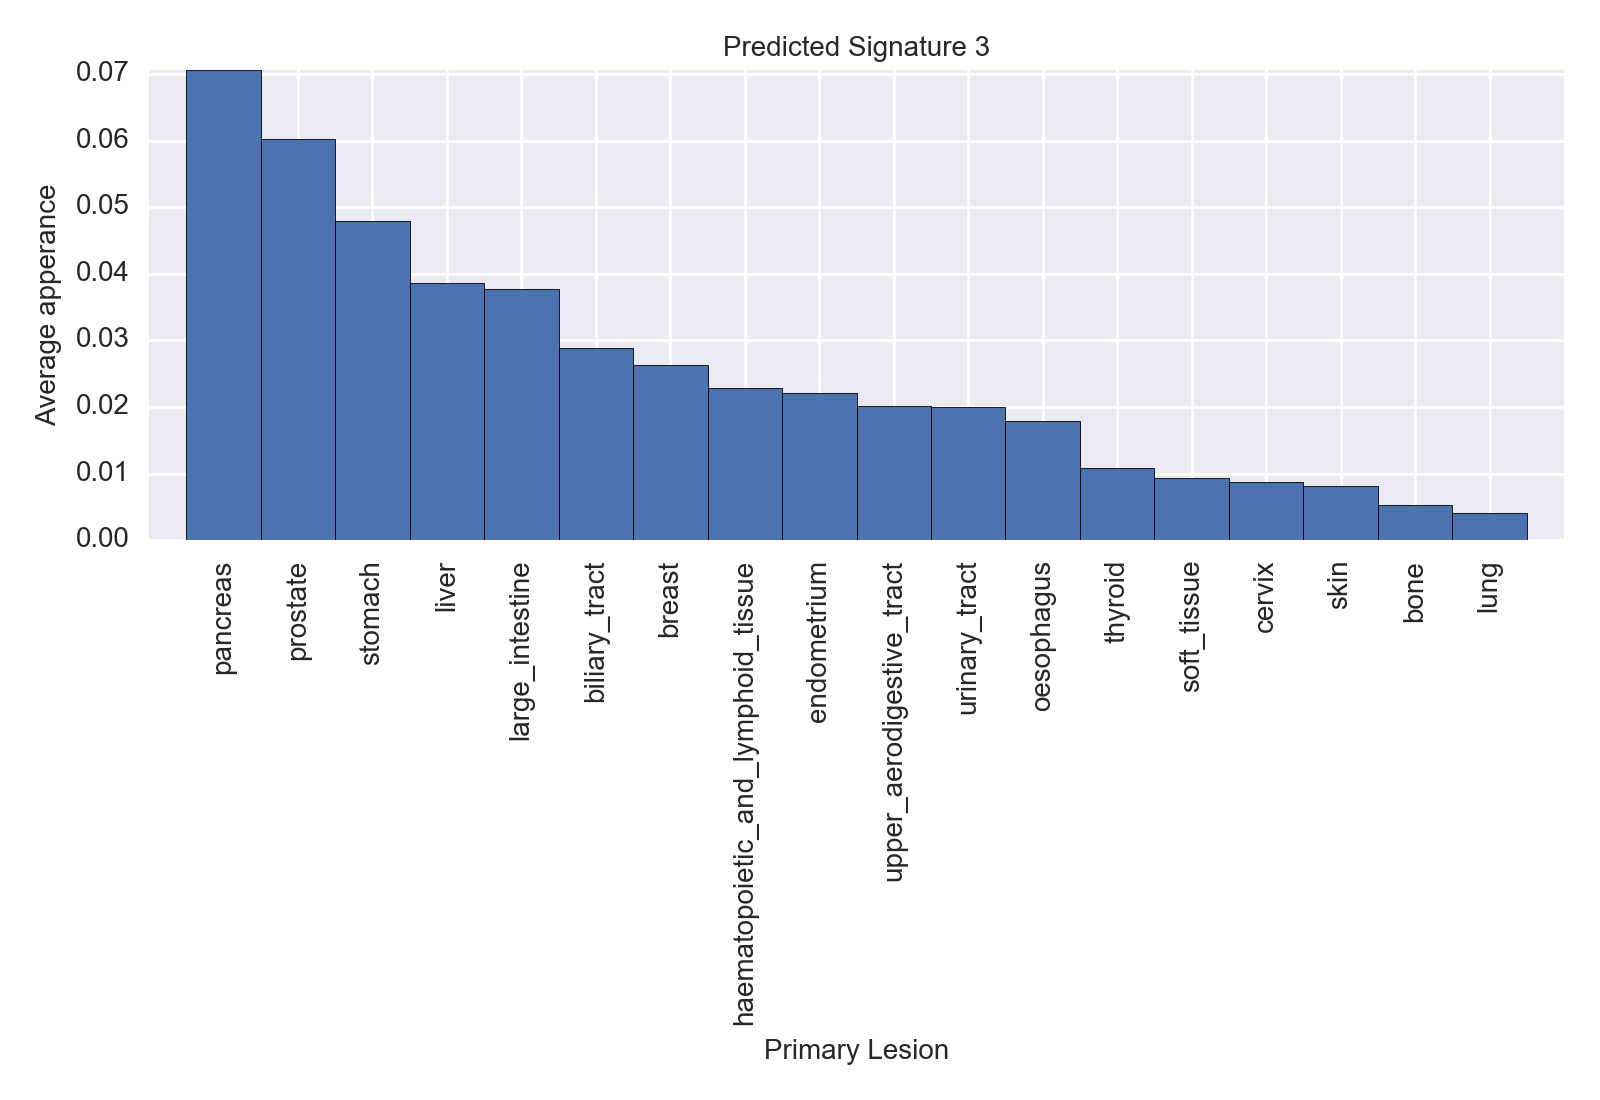 Predicted Signature 3
0.07
0.06
0.05
0.04
0.03
0.02
0.01
0.00
Average apperance
pancreas
prostate
stomach
liver
large_intestine
biliary_tract
breast
haematopoietic_and_lymphoid_tissue
endometrium
upper_aerodigestive_tract
urinary_tract
oesophagus
thyroid
soft_tissue
cervix
skin
bone
lung
Primary Lesion